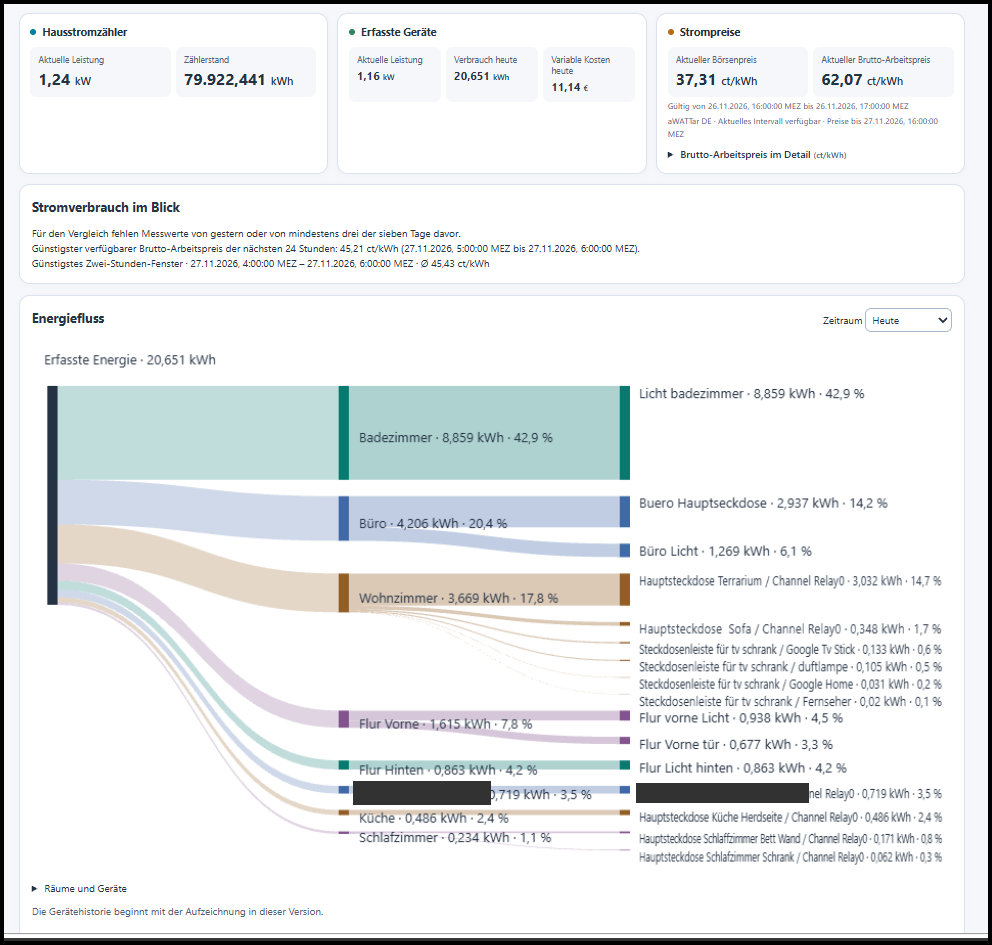 Hausstromzähler
Aktuelle Leistung
1,24 kW
Zählerstand
79.922,441 kWh
Erfasste Geräte
Aktuelle Leistung
1,16 kW
Verbrauch heute
20,651 kWh
Variable Kosten
heute
11,14 €
Strompreise
Aktueller Börsenpreis
37,31 ct/kWh
Aktueller Brutto-Arbeitspreis
62,07 ct/kWh
Gültig von 26.11.2026, 16:00:00 MEZ bis 26.11.2026, 17:00:00 MEZ
aWATTar DE · Aktuelles Intervall verfügbar · Preise bis 27.11.2026, 16:00:00
MEZ
Brutto-Arbeitspreis im Detail (ct/kWh)
Stromverbrauch im Blick
Für den Vergleich fehlen Messwerte von gestern oder von mindestens drei der sieben Tage davor.
Günstigster verfügbarer Brutto-Arbeitspreis der nächsten 24 Stunden: 45,21 ct/kWh (27.11.2026, 5:00:00 MEZ bis 27.11.2026, 6:00:00 MEZ).
Günstigstes Zwei-Stunden-Fenster · 27.11.2026, 4:00:00 MEZ – 27.11.2026, 6:00:00 MEZ · Ø 45,43 ct/kWh
Energiefluss
Zeitraum Heute
Erfasste Energie · 20,651 kWh
Licht badezimmer · 8,859 kWh · 42,9 %
Badezimmer · 8,859 kWh · 42,9 %
Buero Hauptseckdose · 2,937 kWh · 14,2 %
Büro · 4,206 kWh · 20,4 %
Büro Licht · 1,269 kWh · 6,1 %
Hauptsteckdose Terrarium / Channel Relay0 · 3,032 kWh · 14,7 %
Wohnzimmer · 3,669 kWh · 17,8 %
Hauptsteckdose  Sofa / Channel Relay0 · 0,348 kWh · 1,7 %
Steckdosenleiste für tv schrank / Google Tv Stick · 0,133 kWh · 0,6 %
Steckdosenleiste für tv schrank / duftlampe · 0,105 kWh · 0,5 %
Steckdosenleiste für tv schrank / Google Home · 0,031 kWh · 0,2 %
Steckdosenleiste für tv schrank / Fernseher · 0,02 kWh · 0,1 %
Flur vorne Licht · 0,938 kWh · 4,5 %
Flur Vorne · 1,615 kWh · 7,8 %
Flur Vorne tür · 0,677 kWh · 3,3 %
Flur Licht hinten · 0,863 kWh · 4,2 %
Flur Hinten · 0,863 kWh · 4,2 %
0,719 kWh · 3,5 %
nel Relay0 · 0,719 kWh · 3,5 %
Küche · 0,486 kWh · 2,4 %
Hauptsteckdose Küche Herdseite / Channel Relay0 · 0,486 kWh · 2,4 %
Schlafzimmer · 0,234 kWh · 1,1 %
Hauptsteckdose Schlaffzimmer Bett Wand / Channel Relay0 · 0,171 kWh · 0,8 %
Hauptsteckdose Schlafzimmer Schrank / Channel Relay0 · 0,062 kWh · 0,3 %
Räume und Geräte
Die Gerätehistorie beginnt mit der Aufzeichnung in dieser Version.